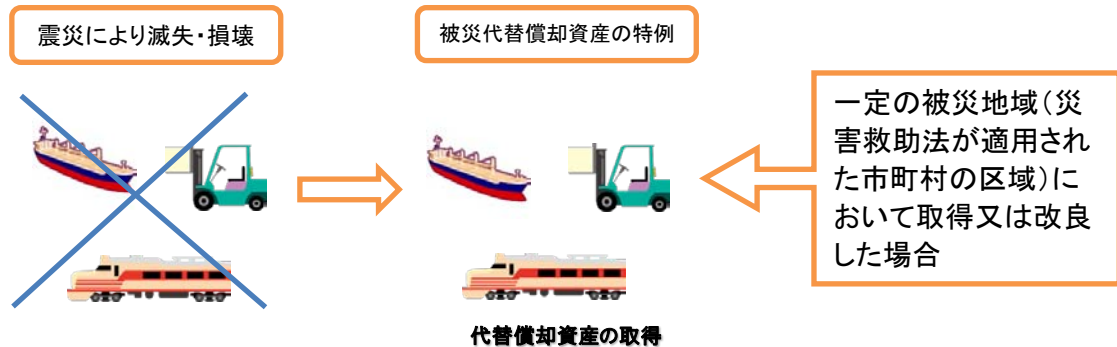 震災により滅失・損壊
被災代替償却資産の特例
一定の被災地域(災
害救助法が適用され
た市町村の区域)に
おいて取得又は改良
した場合
代替償却資産の取得